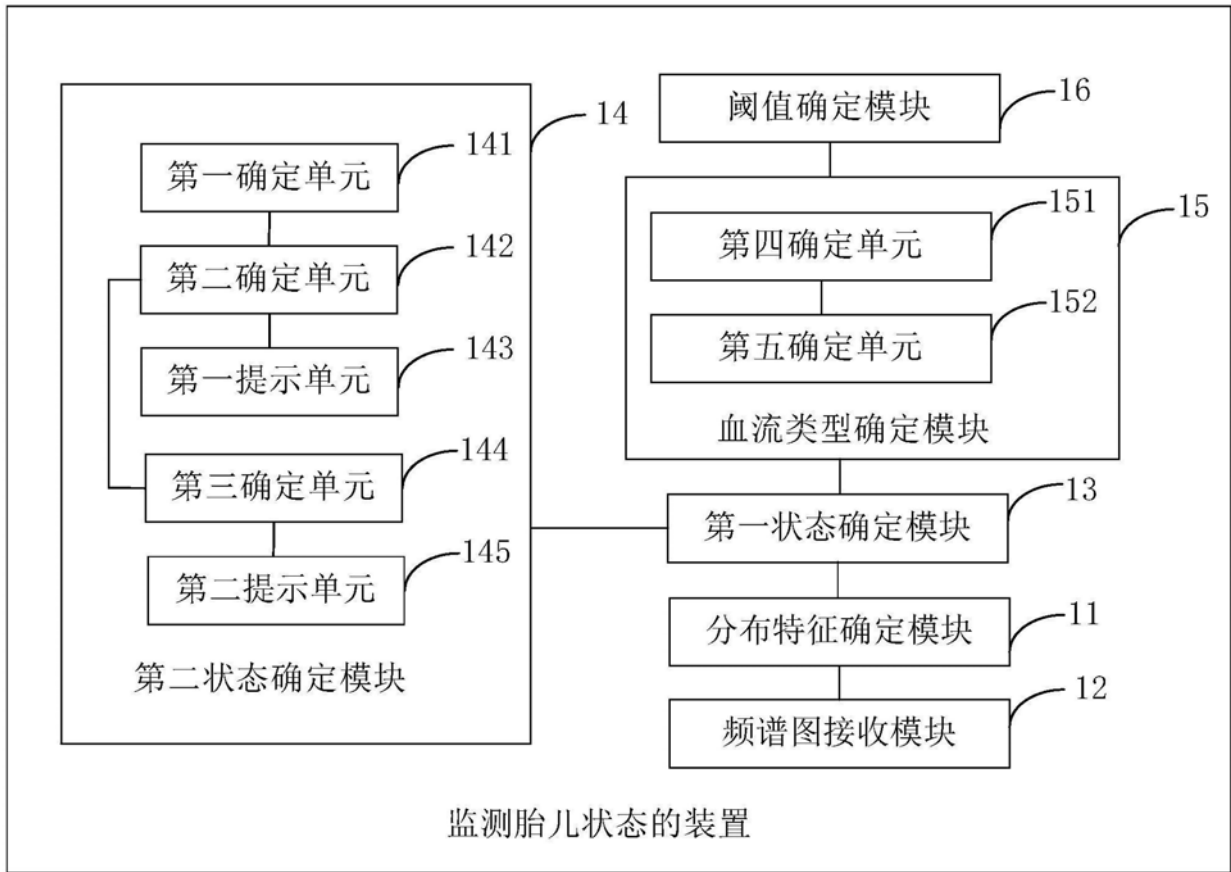 14
141
第一确定单元
142
第二确定单元
143
第一提示单元
144
第三确定单元
145
第二提示单元
第二状态确定模块
16
阈值确定模块
15
151
第四确定单元
152
第五确定单元
血流类型确定模块
13
第一状态确定模块
11
分布特征确定模块
12
频谱图接收模块
监测胎儿状态的装置